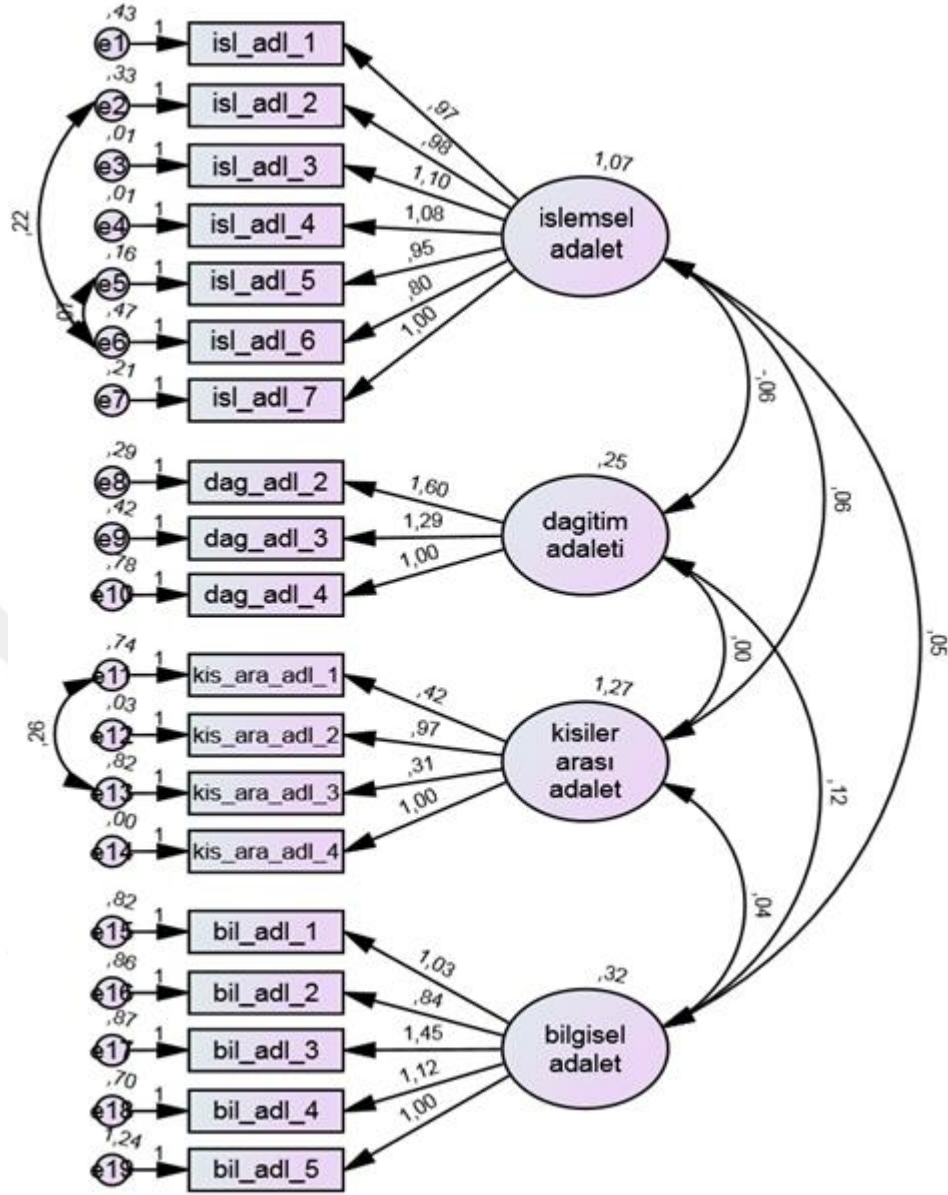 ,43
e1 1 isl_adl_1
,97
,33
e2 1 isl_adl_2
,98
,01
e3 1 isl_adl_3
1,10
1,07
,01
e4 1 isl_adl_4
1,08
islemsel
adalet
,22
,16
e5 1 isl_adl_5
,95
,47
e6 1 isl_adl_6
,80
,21
e7 1 isl_adl_7
1,00
-,06
,29
e8 1 dag_adl_2
1,60
,25
,42
e9 1 dag_adl_3
1,29
dagitim
adaleti
,06
,78
e10 1 dag_adl_4
1,00
,05
,00
,74
e11 1 kis_ara_adl_1
,42
1,27
,03
e12 1 kis_ara_adl_2
,97
kisiler
arası
adalet
,26
,82
e13 1 kis_ara_adl_3
,31
,12
,00
e14 1 kis_ara_adl_4
1,00
,04
,82
e15 1 bil_adl_1
1,03
,32
,86
e16 1 bil_adl_2
,84
,87
e17 1 bil_adl_3
1,45
bilgisel
adalet
,70
e18 1 bil_adl_4
1,12
1,24
e19 1 bil_adl_5
1,00